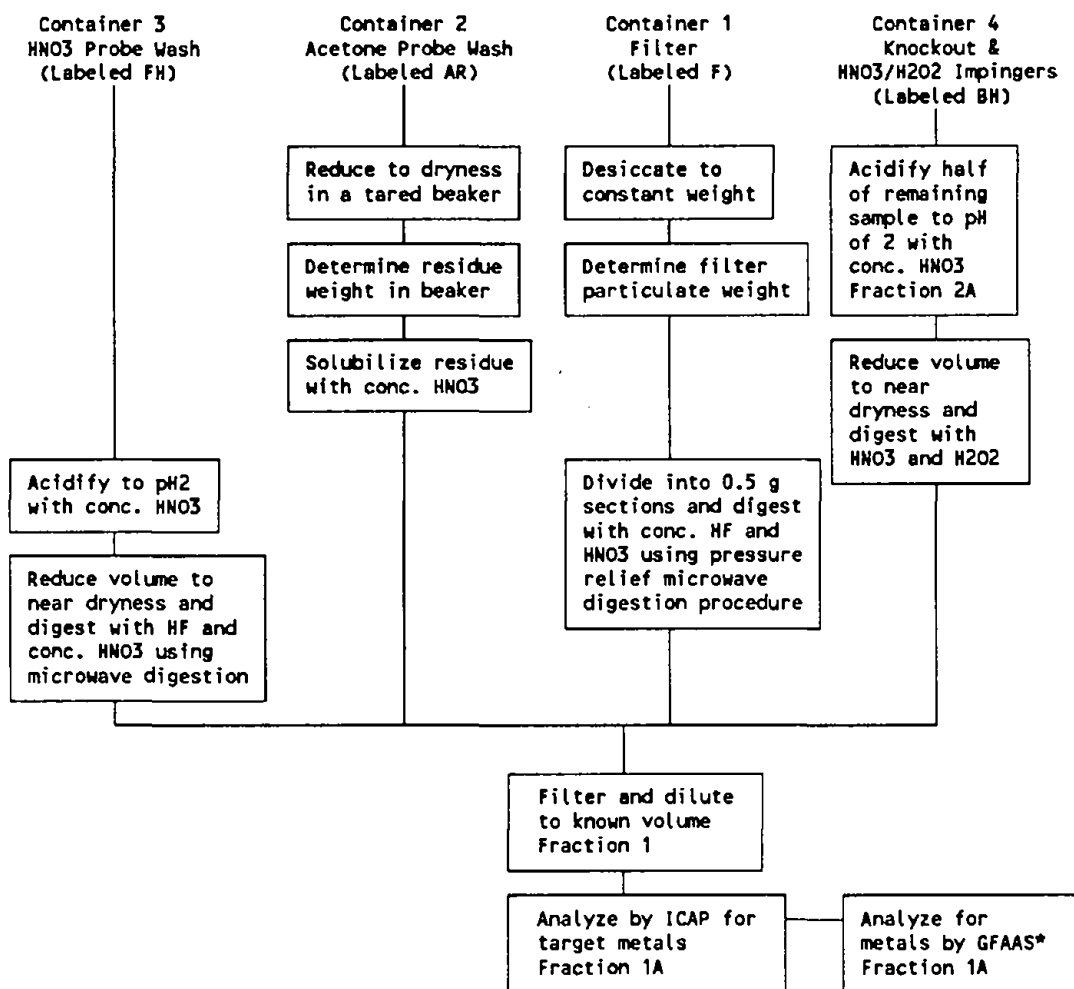 Container 3
HNO3 Probe Wash
(Labeled FH)
Container 2
Acetone Probe Wash
(Labeled AR)
Container 1
Filter
(Labeled F)
Container 4
Knockout &
HNO3/H2O2 Impingers
(Labeled BH)
Reduce to dryness
in a tared beaker
Desiccate to
constant weight
Acidify half
of remaining
sample to pH
of 2 with
conc. HNO3
Fraction 2A
Determine residue
weight in beaker
Determine filter
particulate weight
Solubilize residue
with conc. HNO3
Reduce volume
to near
dryness and
digest with
HNO3 and H2O2
Acidify to pH2
with conc. HNO3
Divide into 0.5 g
sections and digest
with conc. HF and
HNO3 using pressure
relief microwave
digestion procedure
Reduce volume to
near dryness and
digest with HF and
conc. HNO3 using
microwave digestion
Filter and dilute
to known volume
Fraction 1
Analyze by ICAP for
target metals
Fraction 1A
Analyze for
metals by GFAAS*
Fraction 1A